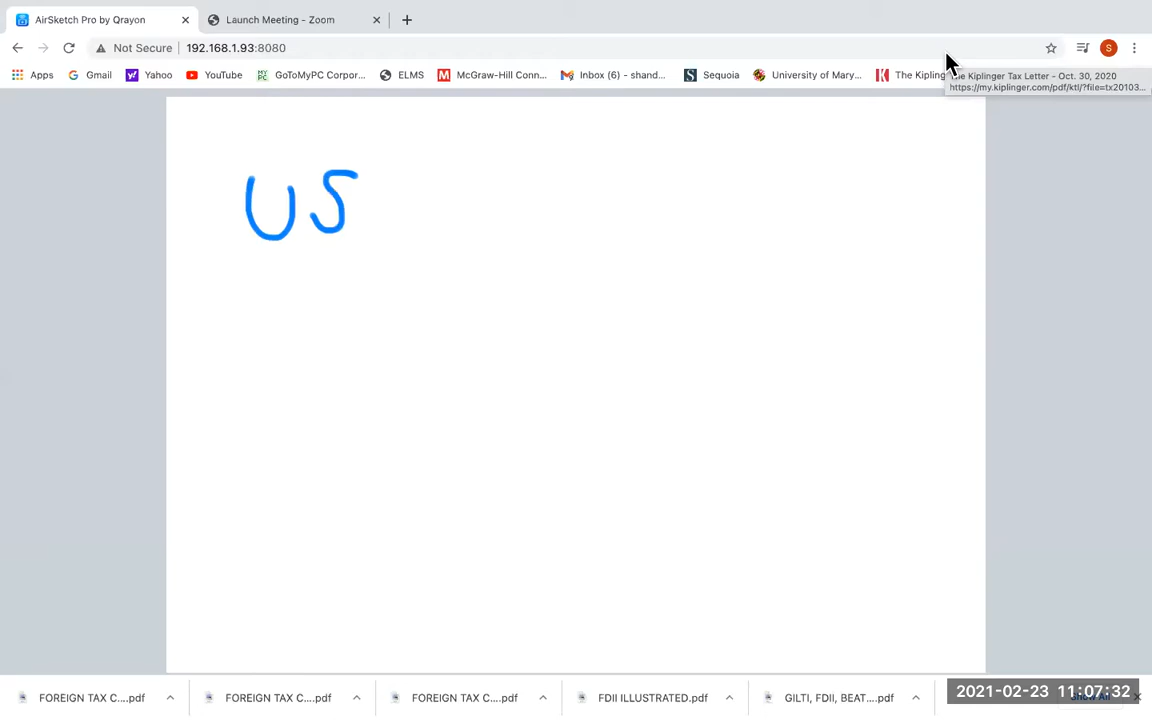 AirSketch Pro by Qrayon
Launch Meeting - Zoom
Not Secure 192.168.1.93:8080
S
Apps Gmail Yahoo YouTube GoToMyPC Corpor... ELMS McGraw-Hill Conn... Inbox (6) - shand... Sequoia University of Mary... The Kipling
Kiplinger Tax Letter - Oct. 30, 2020
https://my.kiplinger.com/pdf/ktl/?file=tx20103...
US
FOREIGN TAX C....pdf FOREIGN TAX C....pdf FOREIGN TAX C....pdf FDII ILLUSTRATED.pdf GILTI, FDII, BEAT....pdf
2021-02-23 11:07:32